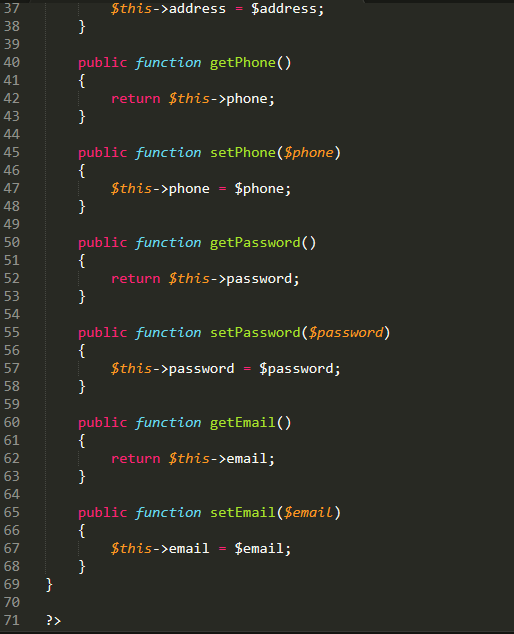 37         $this->address = $address;
38     }
39
40     public function getPhone()
41     {
42         return $this->phone;
43     }
44
45     public function setPhone($phone)
46     {
47         $this->phone = $phone;
48     }
49
50     public function getPassword()
51     {
52         return $this->password;
53     }
54
55     public function setPassword($password)
56     {
57         $this->password = $password;
58     }
59
60     public function getEmail()
61     {
62         return $this->email;
63     }
64
65     public function setEmail($email)
66     {
67         $this->email = $email;
68     }
69 }
70
71 ?>